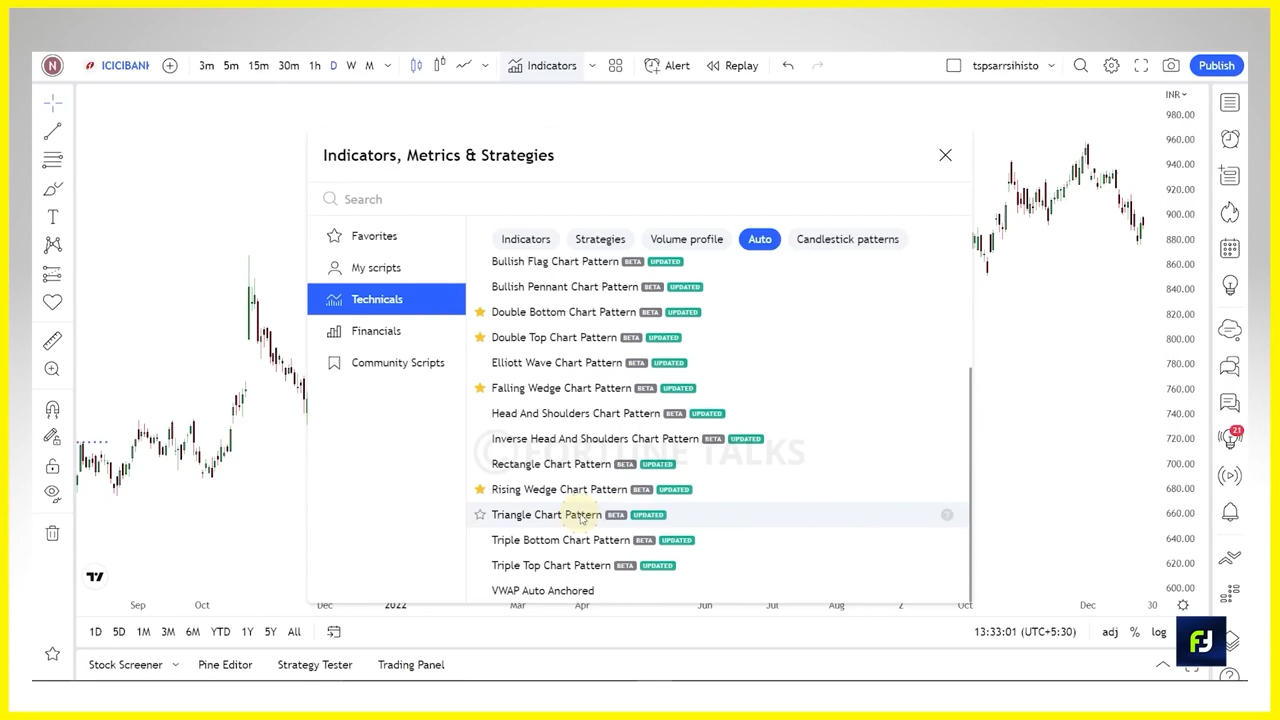 N ICICIBANK 3m 5m 15m 30m 1h D W M Indicators Alert Replay tspsarrsihisto Publish
INR
980.00
960.00
940.00
920.00
900.00
880.00
860.00
840.00
820.00
800.00
780.00
760.00
740.00
720.00
700.00
680.00
660.00
640.00
620.00
600.00
Indicators, Metrics & Strategies
Search
Favorites
My scripts
Technicals
Financials
Community Scripts
Indicators Strategies Volume profile Auto Candlestick patterns
Bullish Flag Chart Pattern BETA UPDATED
Bullish Pennant Chart Pattern BETA UPDATED
Double Bottom Chart Pattern BETA UPDATED
Double Top Chart Pattern BETA UPDATED
Elliott Wave Chart Pattern BETA UPDATED
Falling Wedge Chart Pattern BETA UPDATED
Head And Shoulders Chart Pattern BETA UPDATED
Inverse Head And Shoulders Chart Pattern BETA UPDATED
© FORTUNE TALKS
Rectangle Chart Pattern BETA UPDATED
Rising Wedge Chart Pattern BETA UPDATED
Triangle Chart Pattern BETA UPDATED
Triple Bottom Chart Pattern BETA UPDATED
Triple Top Chart Pattern BETA UPDATED
VWAP Auto Anchored
21
Sep Oct Dec 2022 Mar Apr Jun Jul Aug 2 Oct Dec 30
1D 5D 1M 3M 6M YTD 1Y 5Y All 13:33:01 (UTC+5:30) adj % log
Stock Screener Pine Editor Strategy Tester Trading Panel